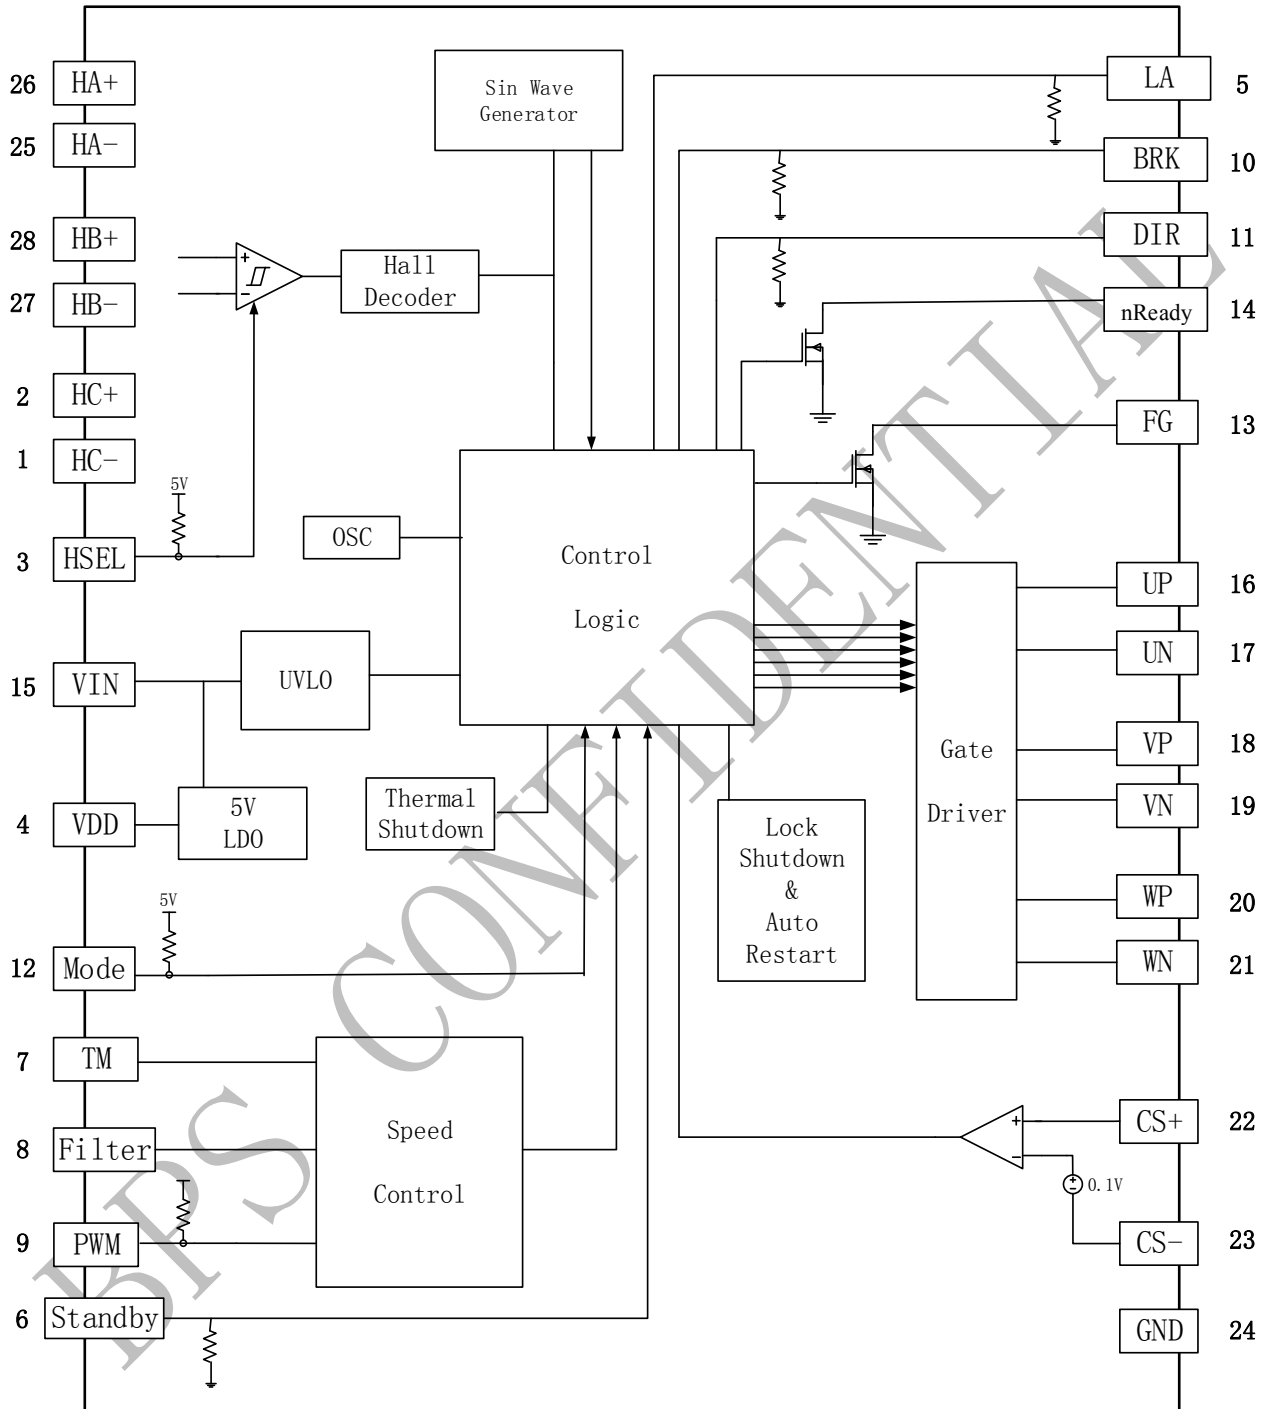 26 HA+
25 HA-
28 HB+
27 HB-
2 HC+
1 HC-
3 HSEL
15 VIN
4 VDD
12 Mode
7 TM
8 Filter
9 PWM
6 Standby
5V
5V
Sin Wave
Generator
+
-
Hall
Decoder
OSC
UVLO
5V
LDO
Thermal
Shutdown
Control
Logic
Speed
Control
Lock
Shutdown
&
Auto
Restart
Gate
Driver
+
-
0.1V
LA 5
BRK 10
DIR 11
nReady 14
FG 13
UP 16
UN 17
VP 18
VN 19
WP 20
WN 21
CS+ 22
CS- 23
GND 24
BPS CONFIDENTIAL